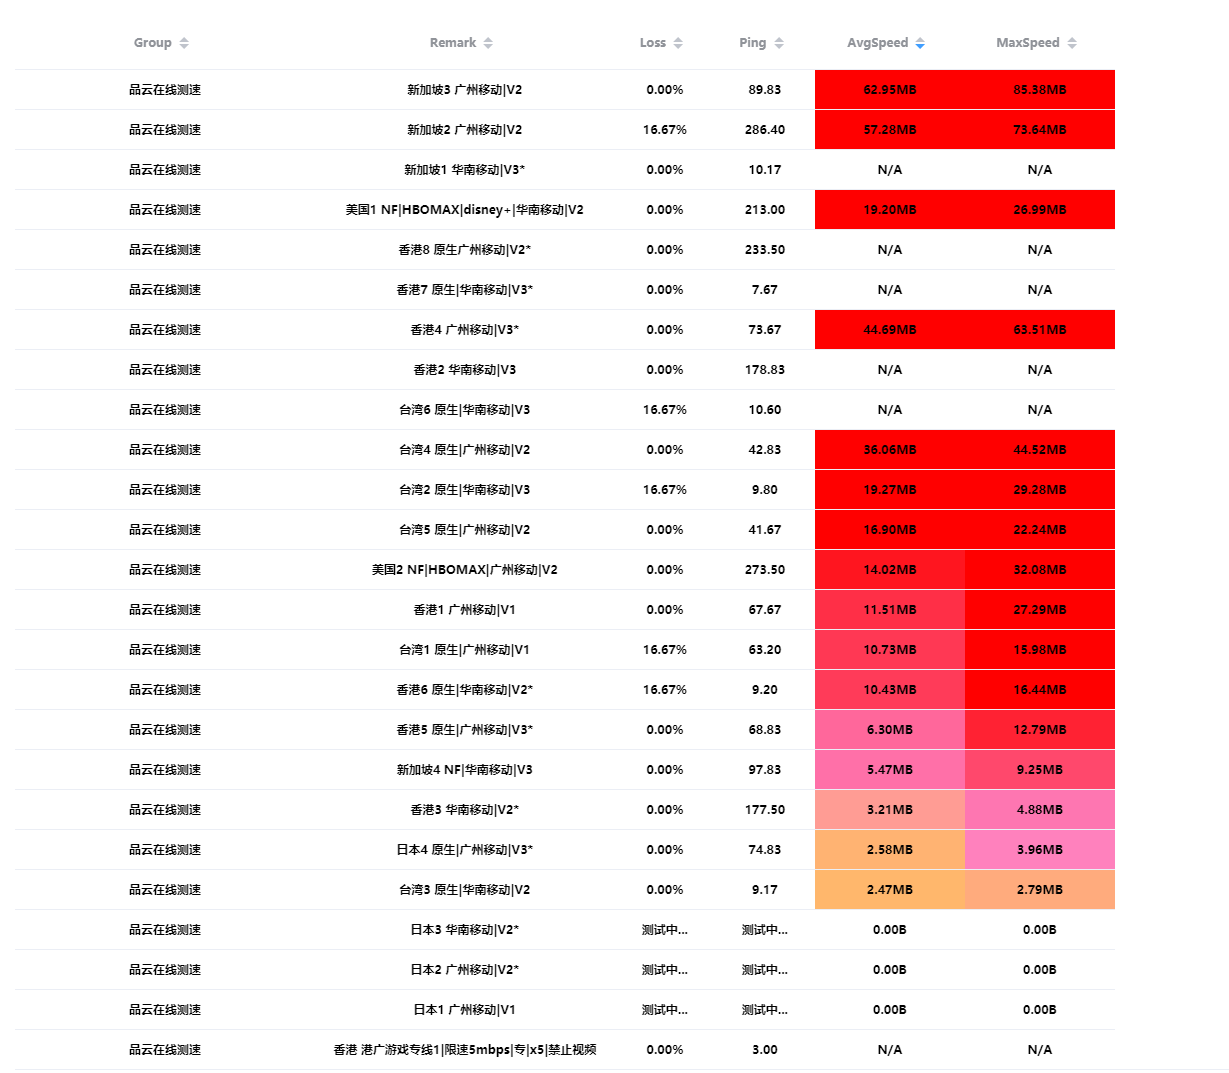 Group Remark Loss Ping AvgSpeed MaxSpeed
品云在线测速 新加坡3 广州移动|V2 0.00% 89.83 62.95MB 85.38MB
品云在线测速 新加坡2 广州移动|V2 16.67% 286.40 57.28MB 73.64MB
品云在线测速 新加坡1 华南移动|V3* 0.00% 10.17 N/A N/A
品云在线测速 美国1 NF|HBOMAX|disney+|华南移动|V2 0.00% 213.00 19.20MB 26.99MB
品云在线测速 香港8 原生广州移动|V2* 0.00% 233.50 N/A N/A
品云在线测速 香港7 原生|华南移动|V3* 0.00% 7.67 N/A N/A
品云在线测速 香港4 广州移动|V3* 0.00% 73.67 44.69MB 63.51MB
品云在线测速 香港2 华南移动|V3 0.00% 178.83 N/A N/A
品云在线测速 台湾6 原生|华南移动|V3 16.67% 10.60 N/A N/A
品云在线测速 台湾4 原生|广州移动|V2 0.00% 42.83 36.06MB 44.52MB
品云在线测速 台湾2 原生|华南移动|V3 16.67% 9.80 19.27MB 29.28MB
品云在线测速 台湾5 原生|广州移动|V2 0.00% 41.67 16.90MB 22.24MB
品云在线测速 美国2 NF|HBOMAX|广州移动|V2 0.00% 273.50 14.02MB 32.08MB
品云在线测速 香港1 广州移动|V1 0.00% 67.67 11.51MB 27.29MB
品云在线测速 台湾1 原生|广州移动|V1 16.67% 63.20 10.73MB 15.98MB
品云在线测速 香港6 原生|华南移动|V2* 16.67% 9.20 10.43MB 16.44MB
品云在线测速 香港5 原生|广州移动|V3* 0.00% 68.83 6.30MB 12.79MB
品云在线测速 新加坡4 NF|华南移动|V3 0.00% 97.83 5.47MB 9.25MB
品云在线测速 香港3 华南移动|V2* 0.00% 177.50 3.21MB 4.88MB
品云在线测速 日本4 原生|广州移动|V3* 0.00% 74.83 2.58MB 3.96MB
品云在线测速 台湾3 原生|华南移动|V2 0.00% 9.17 2.47MB 2.79MB
品云在线测速 日本3 华南移动|V2* 测试中... 测试中... 0.00B 0.00B
品云在线测速 日本2 广州移动|V2* 测试中... 测试中... 0.00B 0.00B
品云在线测速 日本1 广州移动|V1 测试中... 测试中... 0.00B 0.00B
品云在线测速 香港 港广游戏专线1|限速5mbps|专|x5|禁止视频 0.00% 3.00 N/A N/A